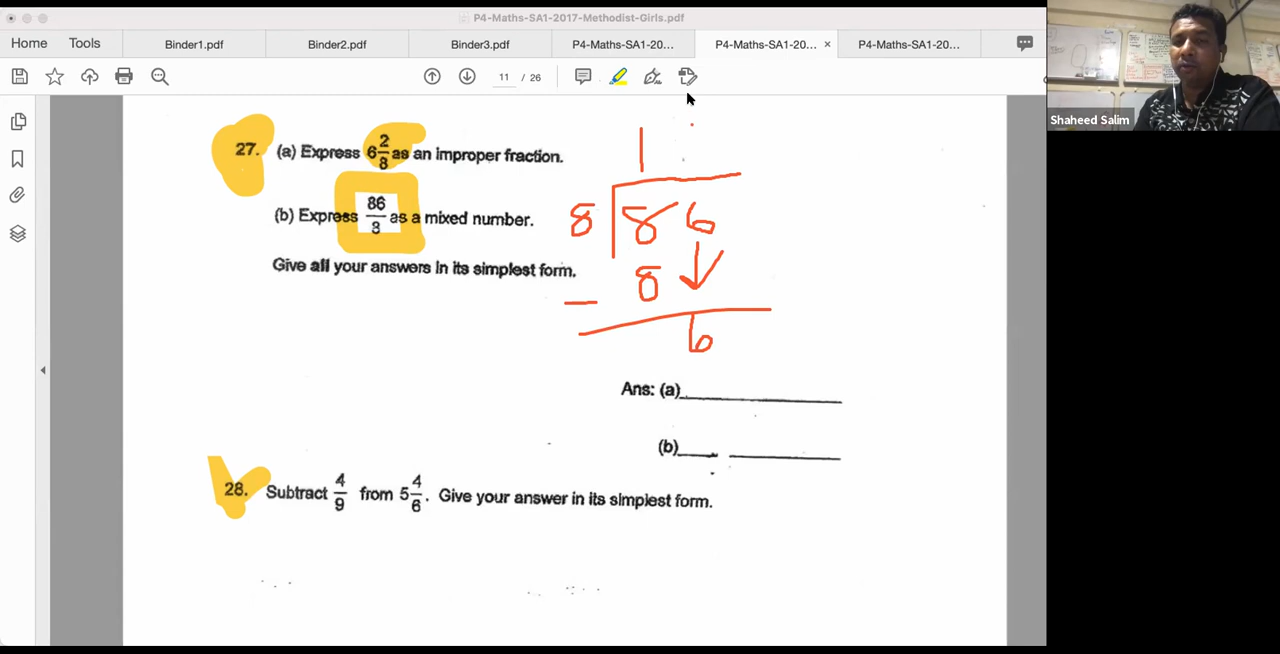 P4-Maths-SA1-2017-Methodist-Girls.pdf
Home Tools Binder1.pdf Binder2.pdf Binder3.pdf P4-Maths-SA1-20... P4-Maths-SA1-20... × P4-Maths-SA1-20...
11 / 26
Shaheed Salim
27. (a) Express 6 2/8 as an improper fraction.
(b) Express 86/8 as a mixed number.
Give all your answers in its simplest form.
1
8 86
- 8
6
Ans: (a)
(b)
28. Subtract 4/9 from 5 4/6. Give your answer in its simplest form.